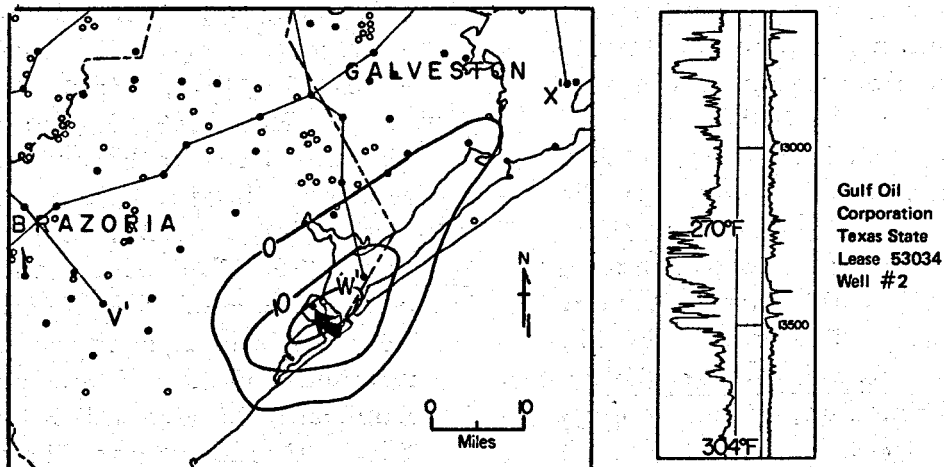 GALVESTON
X'
BRAZORIA
0
10
W'
V'
N
0 10
Miles
13000
270°F
13500
304°F
Gulf Oil
Corporation
Texas State
Lease 53034
Well #2